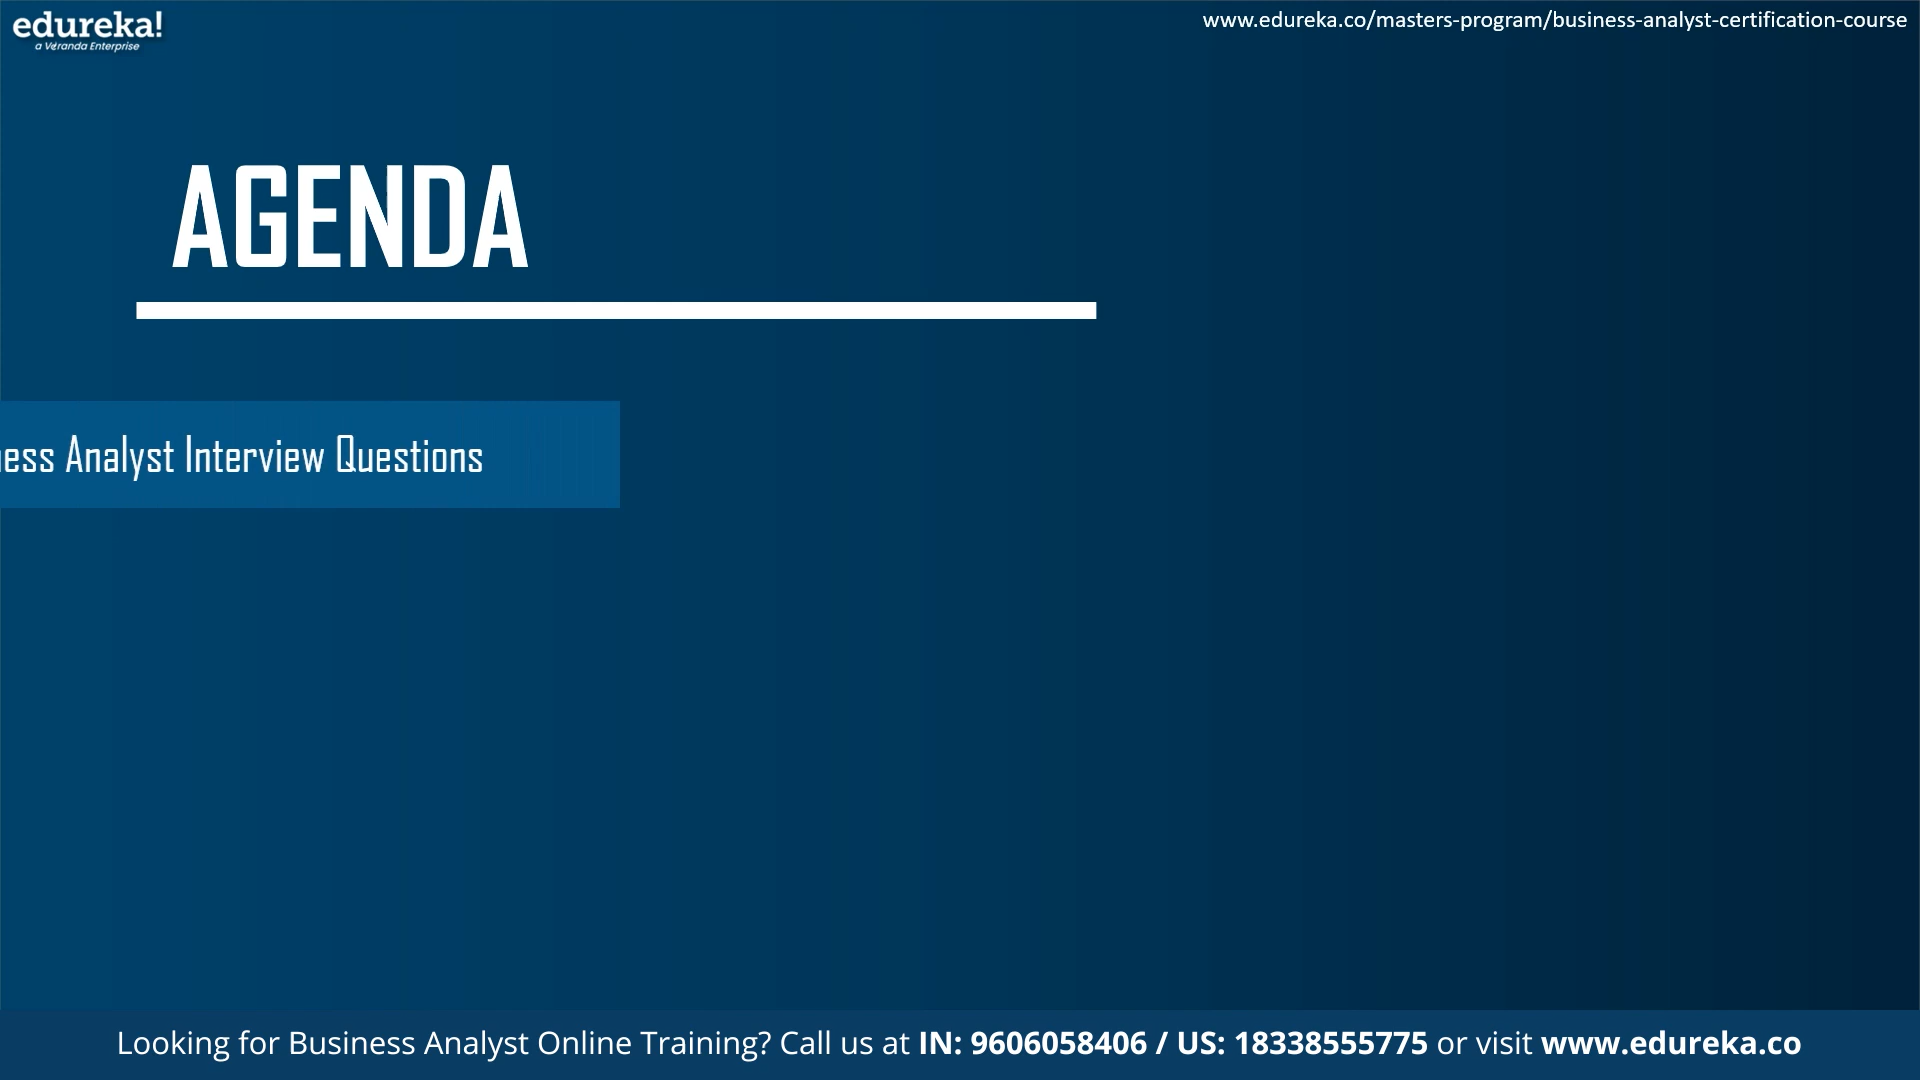 edureka!
a Veranda Enterprise
www.edureka.co/masters-program/business-analyst-certification-course
AGENDA
ess Analyst Interview Questions
Looking for Business Analyst Online Training? Call us at IN: 9606058406 / US: 18338555775 or visit www.edureka.co